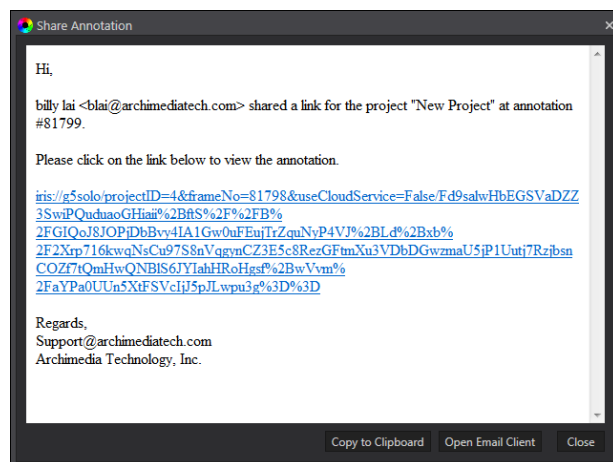 Share Annotation
Hi,
billy lai <blai@archimediatech.com> shared a link for the project "New Project" at annotation
#81799.
Please click on the link below to view the annotation.
iris://g5solo/projectID=4&frameNo=81798&useCloudService=False/Fd9salwHbEGSVaDZZ
3SwiPQuduaoGHiaii%2BftS%2F%2FB%
2FGIQoJ8JOPjDbBvy4IA1Gw0uFEujTrZquNyP4VJ%2BLd%2Bxb%
2F2Xrp716kwqNsCu97S8nVqgynCZ3E5c8RezGFtmXu3VDbDGwzmaU5jP1Uutj7Rzjbsn
COZf7tQmHwQNBlS6JYIahHRoHgsf%2BwVvm%
2FaYPa0UUn5XtFSVcIjJ5pJLwpu3g%3D%3D
Regards,
Support@archimediatech.com
Archimedia Technology, Inc.
Copy to Clipboard Open Email Client Close